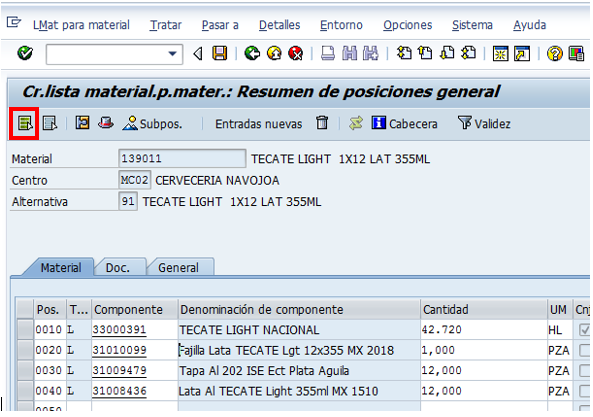 LMat para material Tratar Pasar a Detalles Entorno Opciones Sistema Ayuda
Cr.lista material.p.mater.: Resumen de posiciones general
Subpos. Entradas nuevas Cabecera Validez
Material 139011 TECATE LIGHT 1X12 LAT 355ML
Centro MC02 CERVECERIA NAVOJOA
Alternativa 91 TECATE LIGHT 1X12 LAT 355ML
Material Doc. General
Pos. T... Componente Denominación de componente Cantidad UM Cnj
0010 L 33000391 TECATE LIGHT NACIONAL 42.720 HL
0020 L 31010099 Fajilla Lata TECATE Lgt 12x355 MX 2018 1,000 PZA
0030 L 31009479 Tapa Al 202 ISE Ect Plata Aguila 12,000 PZA
0040 L 31008436 Lata Al TECATE Light 355ml MX 1510 12,000 PZA
0050